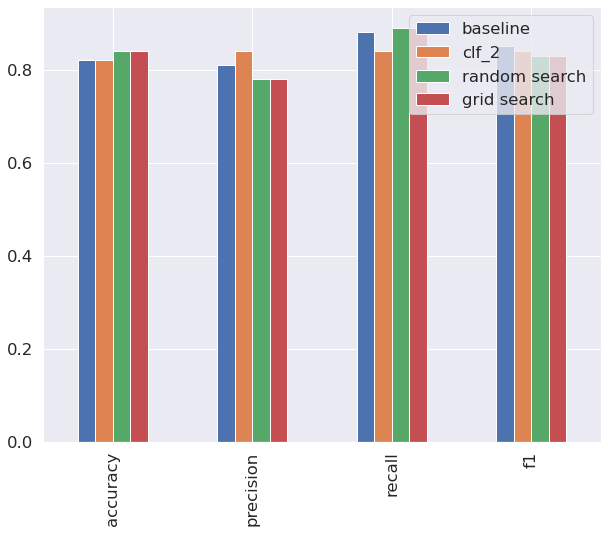 baseline
clf_2
random search
grid search
0.8
0.6
0.4
0.2
0.0
accuracy
precision
recall
f1